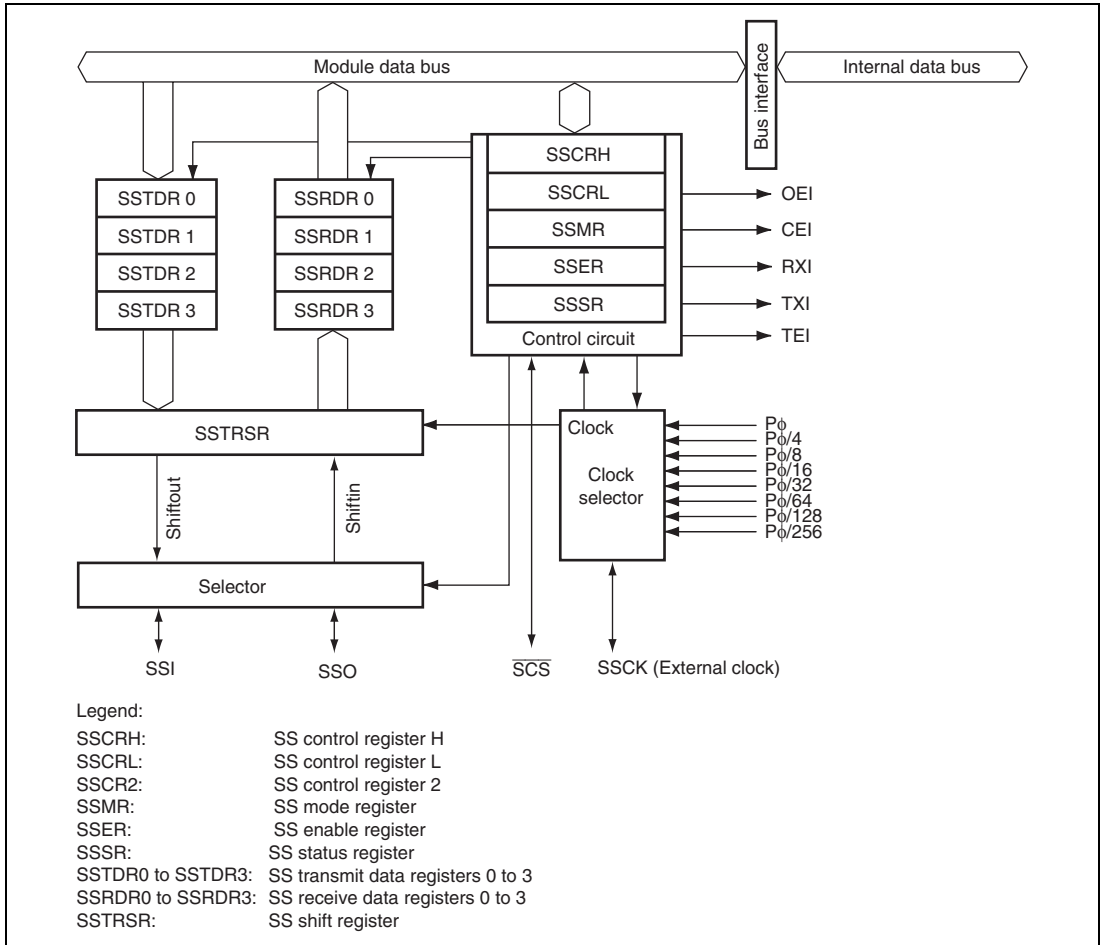 Module data bus
Bus interface
Internal data bus
SSTDR 0
SSTDR 1
SSTDR 2
SSTDR 3
SSRDR 0
SSRDR 1
SSRDR 2
SSRDR 3
SSCRH
SSCRL
SSMR
SSER
SSSR
Control circuit
OEI
CEI
RXI
TXI
TEI
SSTRSR
Clock
Clock
selector
Pϕ
Pϕ/4
Pϕ/8
Pϕ/16
Pϕ/32
Pϕ/64
Pϕ/128
Pϕ/256
Shiftout
Shiftin
Selector
SSI
SSO
SCS
SSCK (External clock)
Legend:
SSCRH: SS control register H
SSCRL: SS control register L
SSCR2: SS control register 2
SSMR: SS mode register
SSER: SS enable register
SSSR: SS status register
SSTDR0 to SSTDR3: SS transmit data registers 0 to 3
SSRDR0 to SSRDR3: SS receive data registers 0 to 3
SSTRSR: SS shift register